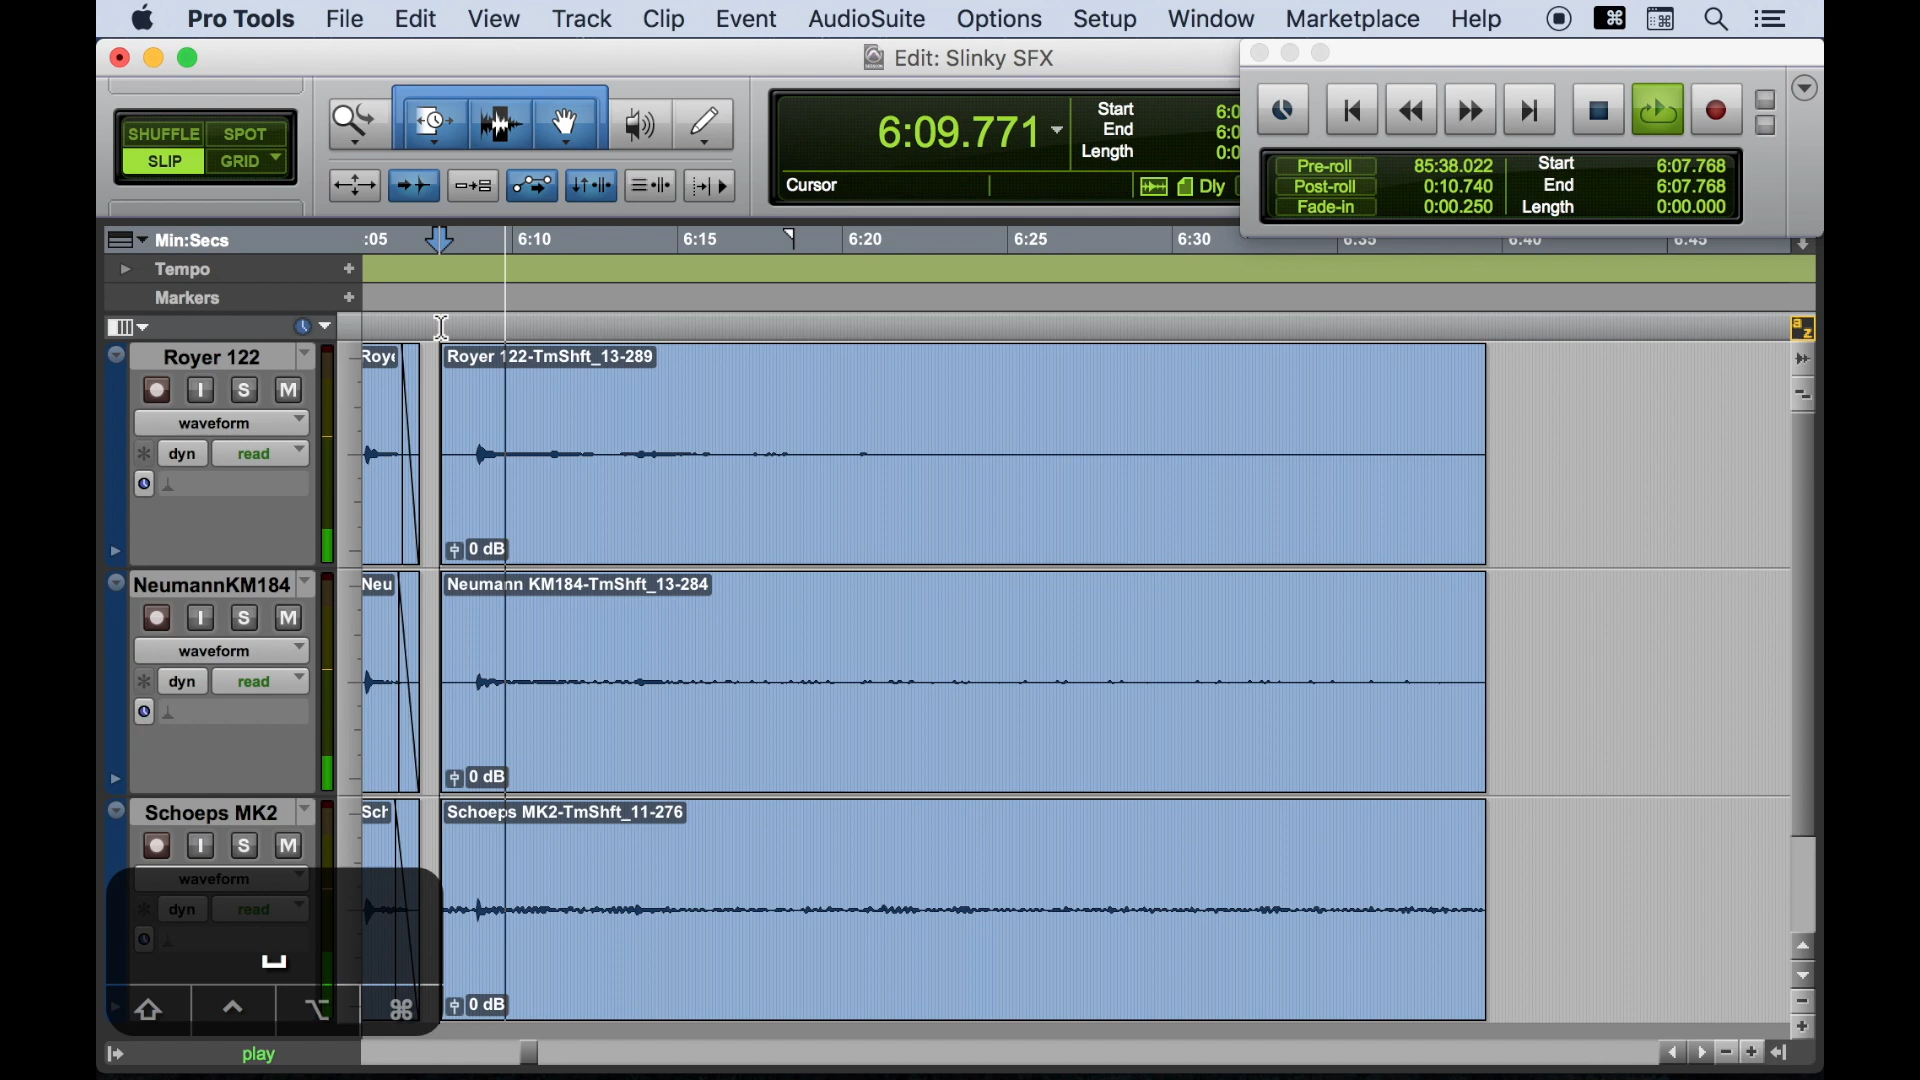 Pro Tools File Edit View Track Clip Event AudioSuite Options Setup Window Marketplace Help
Edit: Slinky SFX
SHUFFLE SPOT
SLIP GRID
6:09.771
Start 6:0
End 6:0
Length 0:0
Cursor
Dly
Pre-roll 85:38.022 Start 6:07.768
Post-roll 0:10.740 End 6:07.768
Fade-in 0:00.250 Length 0:00.000
Min:Secs :05 6:10 6:15 6:20 6:25 6:30 6:35 6:40 6:45
Tempo
Markers
a z
Royer 122
I S M
waveform
dyn read
Roye
Royer 122-TmShft_13-289
0 dB
NeumannKM184
I S M
waveform
dyn read
Neu
Neumann KM184-TmShft_13-284
0 dB
Schoeps MK2
I S M
waveform
dyn read
Sch
Schoeps MK2-TmShft_11-276
0 dB
play